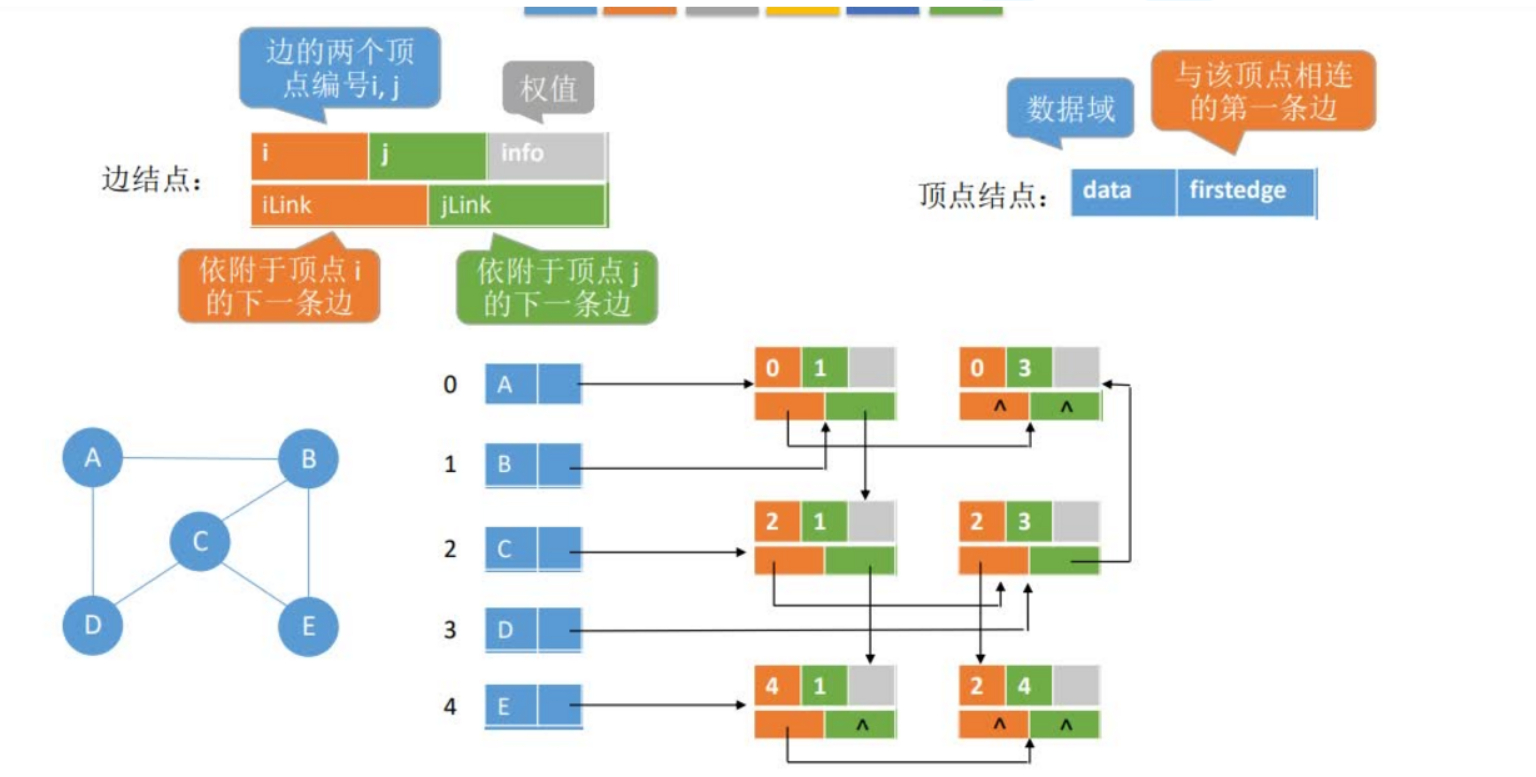 边的两个顶
点编号i, j
权值
与该顶点相连
的第一条边
数据域
边结点：
i j info
iLink jLink
顶点结点：
data firstedge
依附于顶点 i
的下一条边
依附于顶点 j
的下一条边
0 A
0 1
0 3
^ ^
1 B
2 C
2 1
2 3
3 D
4 E
4 1
^
2 4
^ ^
A
B
C
D
E